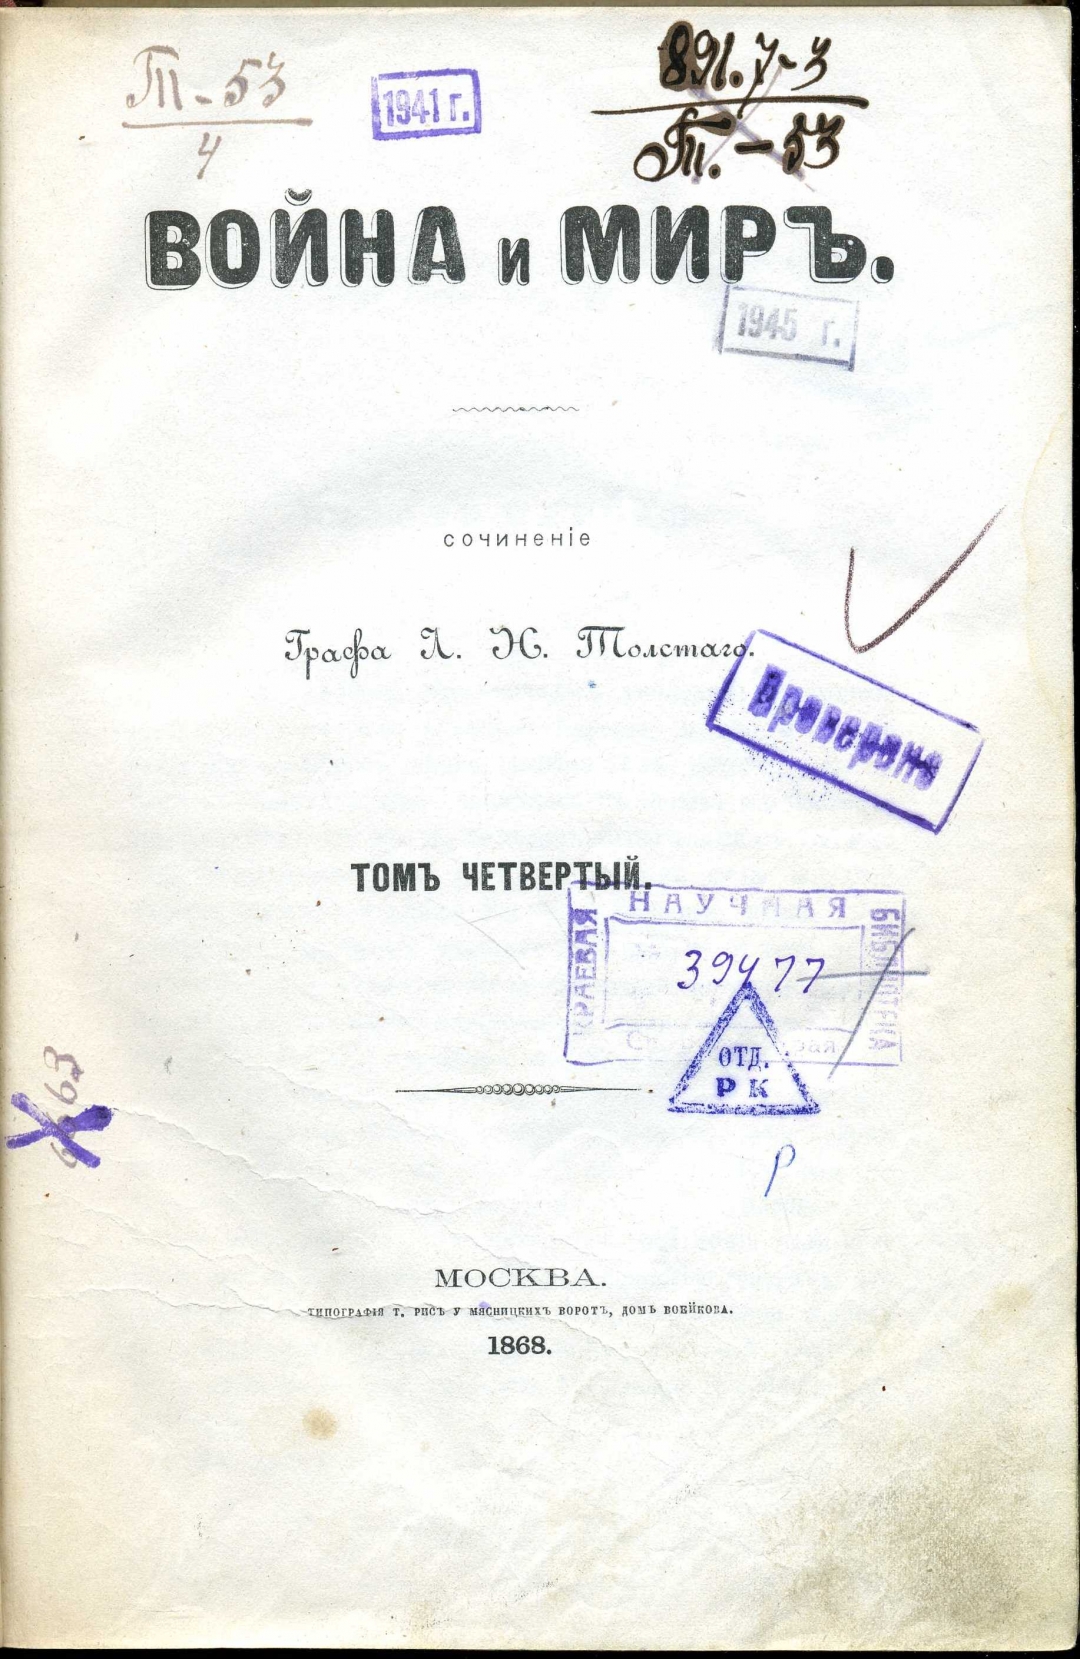 Т - 53
4
1941 г.
891.7-3
Т. - 53
ВОЙНА и МИРЪ.
1945 г.
сочиненіе
Графа Л. Н. Толстаго.
Проверено
ТОМЪ ЧЕТВЕРТЫЙ.
НАУЧНАЯ
КРАЕВАЯ
БИБЛИОТЕКА
39477
ОТД.
РК
Р
МОСКВА.
ТИПОГРАФІЯ Т. РИСЪ У МЯСНИЦКИХЪ ВОРОТЪ, ДОМЪ ВОЕЙКОВА.
1868.